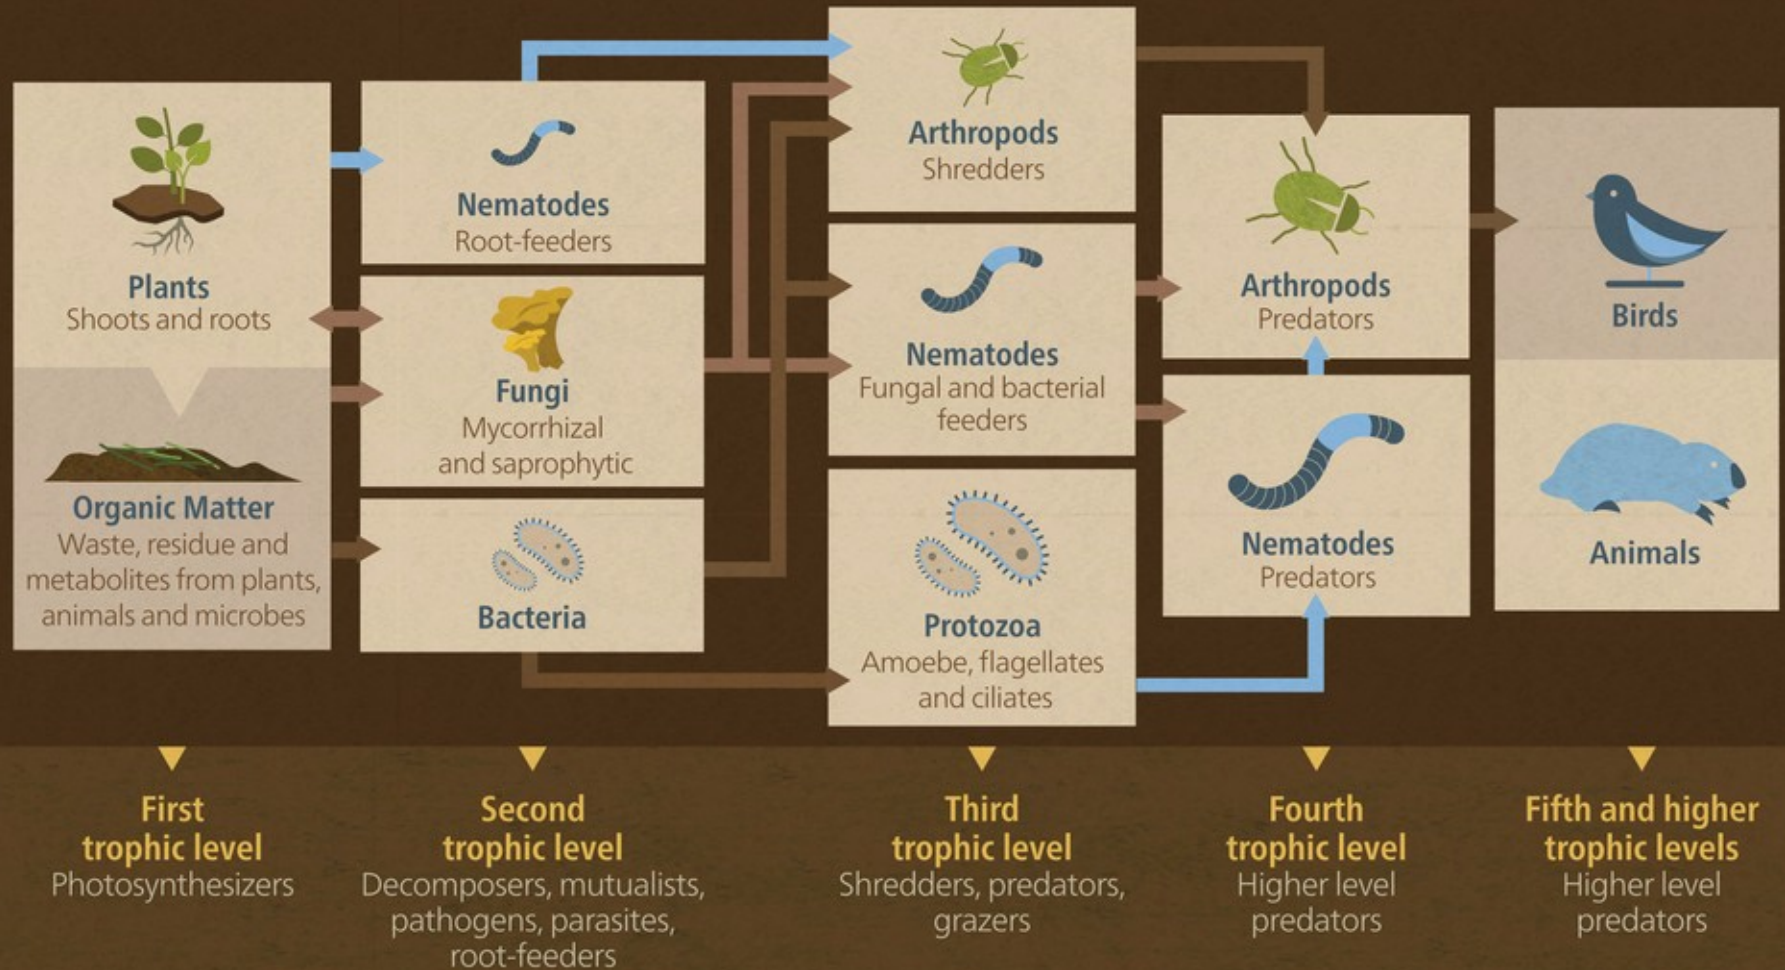 Plants
Shoots and roots
Organic Matter
Waste, residue and
metabolites from plants,
animals and microbes
Nematodes
Root-feeders
Fungi
Mycorrhizal
and saprophytic
Bacteria
Arthropods
Shredders
Nematodes
Fungal and bacterial
feeders
Protozoa
Amoebe, flagellates
and ciliates
Arthropods
Predators
Nematodes
Predators
Birds
Animals
First
trophic level
Photosynthesizers
Second
trophic level
Decomposers, mutualists,
pathogens, parasites,
root-feeders
Third
trophic level
Shredders, predators,
grazers
Fourth
trophic level
Higher level
predators
Fifth and higher
trophic levels
Higher level
predators